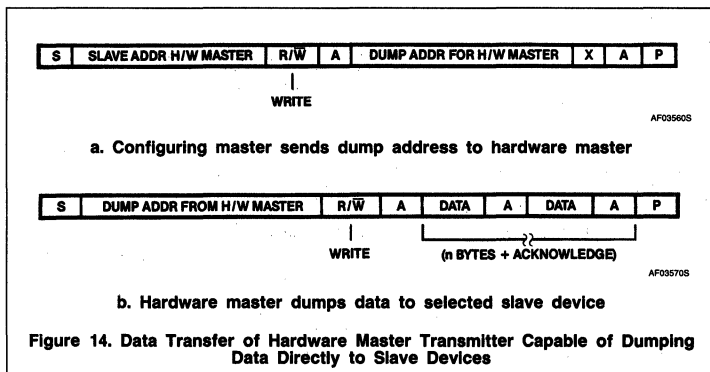 S SLAVE ADDR H/W MASTER R/W̅ A DUMP ADDR FOR H/W MASTER X A P
WRITE
AF03560S
a. Configuring master sends dump address to hardware master
S DUMP ADDR FROM H/W MASTER R/W̅ A DATA A DATA A P
WRITE
(n BYTES + ACKNOWLEDGE)
AF03570S
b. Hardware master dumps data to selected slave device
Figure 14. Data Transfer of Hardware Master Transmitter Capable of Dumping
Data Directly to Slave Devices